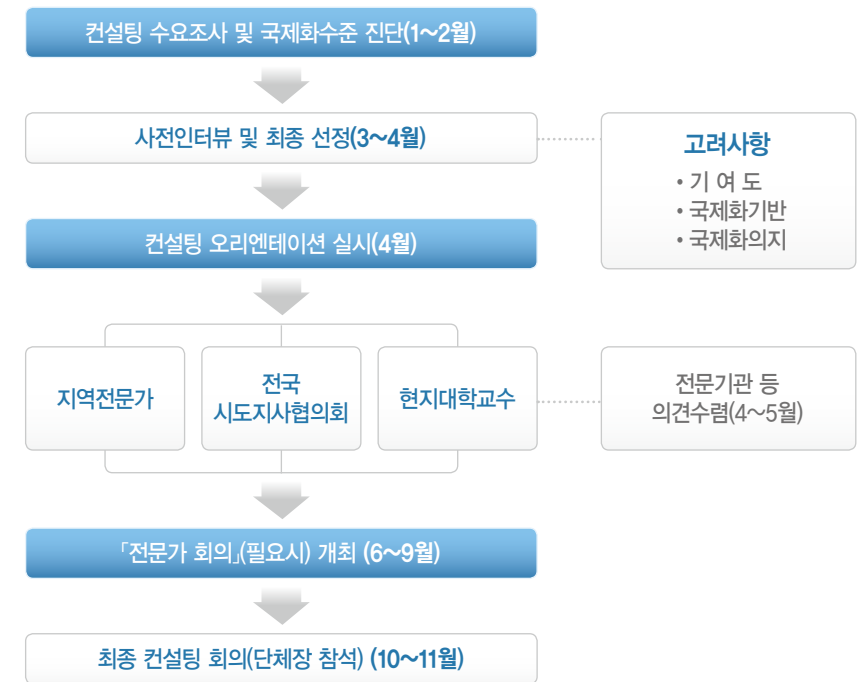 컨설팅 수요조사 및 국제화수준 진단(1~2월)
사전인터뷰 및 최종 선정(3~4월)
고려사항
• 기 여 도
• 국제화기반
• 국제화의지
컨설팅 오리엔테이션 실시(4월)
지역전문가
전국
시도지사협의회
현지대학교수
전문기관 등
의견수렴(4~5월)
「전문가 회의」(필요시) 개최 (6~9월)
최종 컨설팅 회의(단체장 참석) (10~11월)